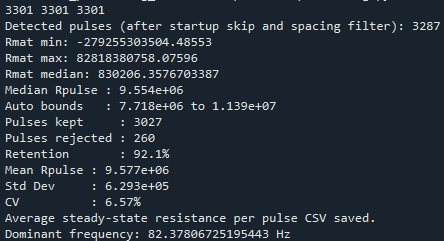 3301 3301 3301
Detected pulses (after startup skip and spacing filter): 3287
Rmat min: -279255303504.48553
Rmat max: 82818380758.07596
Rmat median: 830206.3576703387
Median Rpulse : 9.554e+06
Auto bounds   : 7.718e+06 to 1.139e+07
Pulses kept     : 3027
Pulses rejected : 260
Retention       : 92.1%
Mean Rpulse : 9.577e+06
Std Dev     : 6.293e+05
CV          : 6.57%
Average steady-state resistance per pulse CSV saved.
Dominant frequency: 82.37806725195443 Hz